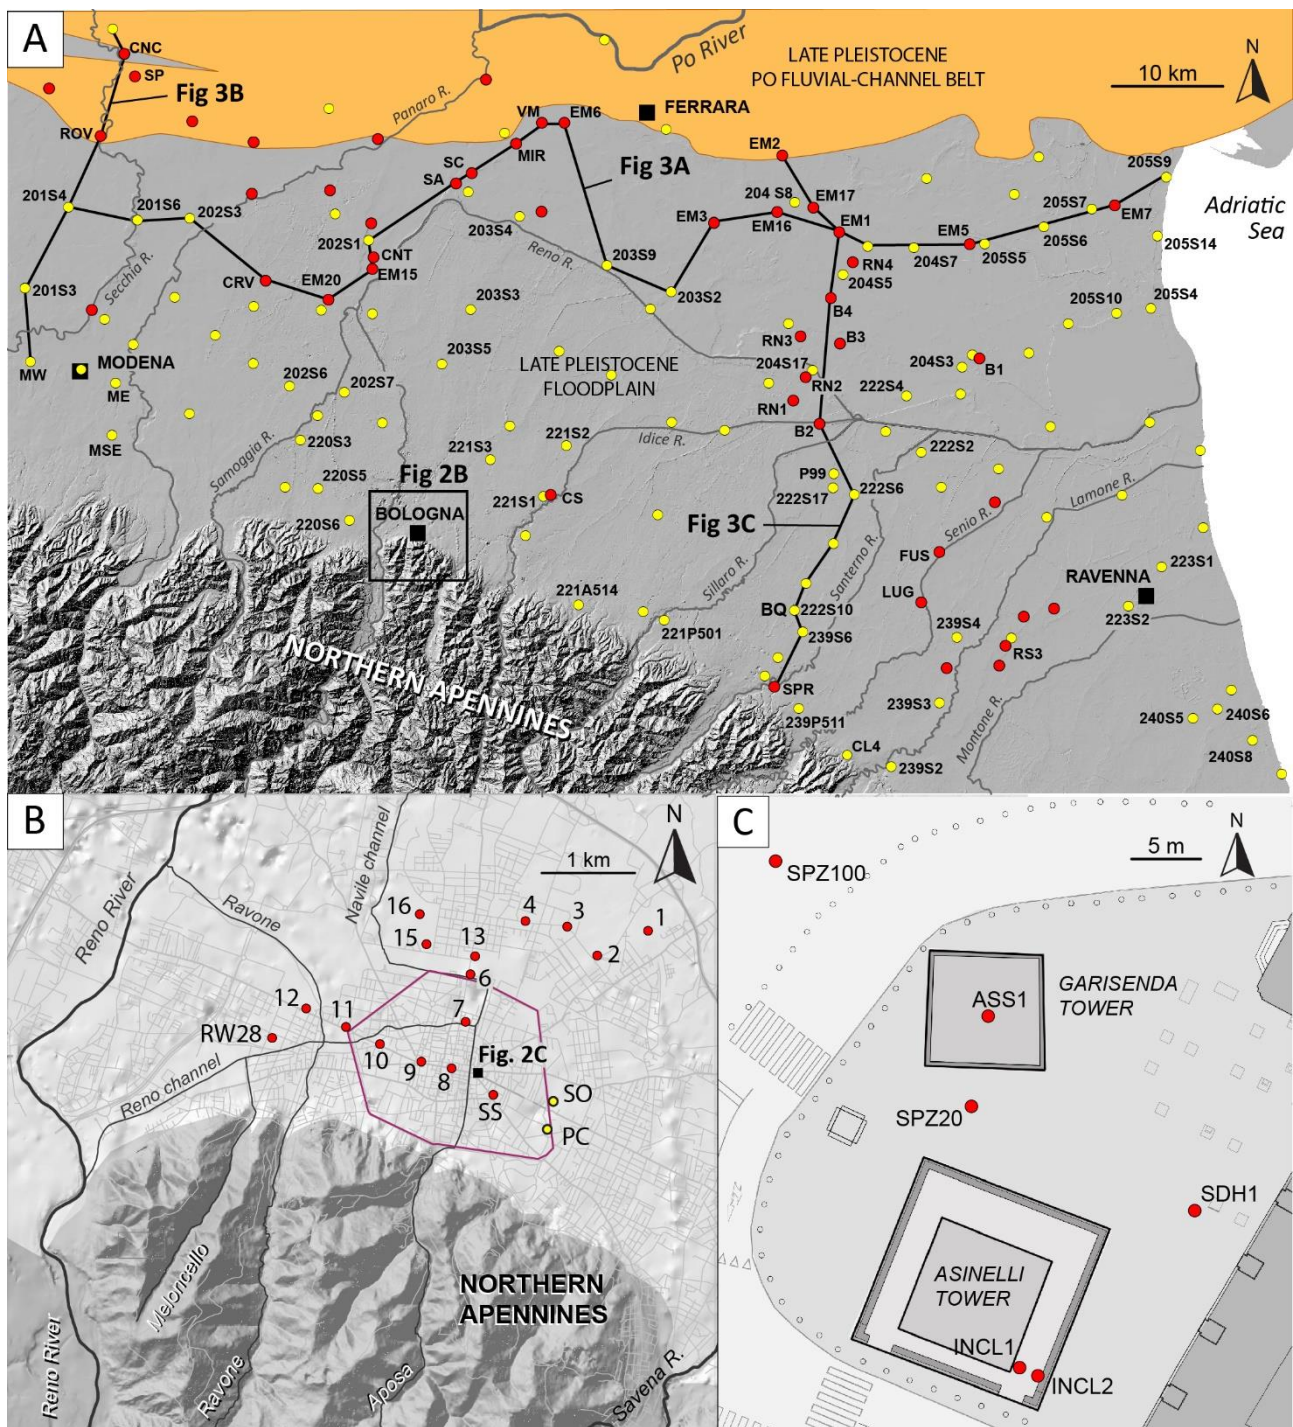 A
CNC
SP
Fig 3B
ROV
Po River
LATE PLEISTOCENE
PO FLUVIAL-CHANNEL BELT
N
10 km
Panaro R.
FERRARA
VM
EM6
MIR
SC
SA
Fig 3A
EM2
205S9
201S4
201S6
202S3
202S1
203S4
EM3
204 S8
EM17
EM16
EM1
EM5
205S7
EM7
205S6
205S14
Adriatic
Sea
Secchia R.
CNT
EM15
CRV
EM20
Reno R.
203S9
203S2
RN4
204S5
204S7
205S5
201S3
203S3
B4
205S10
205S4
RN3
B3
MW
MODENA
203S5
LATE PLEISTOCENE
FLOODPLAIN
204S17
204S3
B1
ME
202S6
202S7
RN2
RN1
222S4
MSE
220S3
Samoggia R.
221S3
221S2
Idice R.
B2
222S2
220S5
Fig 2B
P99
222S17
222S6
Lamone R.
220S6
BOLOGNA
221S1
CS
Fig 3C
Senio R.
FUS
Sillaro R.
Santerno R.
RAVENNA
223S1
LUG
223S2
221A514
221P501
BQ
222S10
239S6
239S4
RS3
NORTHERN APENNINES
SPR
239P511
239S3
Montone R.
240S5
240S6
CL4
239S2
240S8
B
N
1 km
Reno River
Ravone
Navile channel
16
15
13
4
3
2
1
6
12
11
7
RW28
10
9
8
Fig. 2C
Reno channel
SS
SO
PC
Meloncello
Ravone
Aposa
NORTHERN
APENNINES
Reno River
Savena R.
C
N
5 m
SPZ100
ASS1
GARISENDA
TOWER
SPZ20
SDH1
ASINELLI
TOWER
INCL1
INCL2